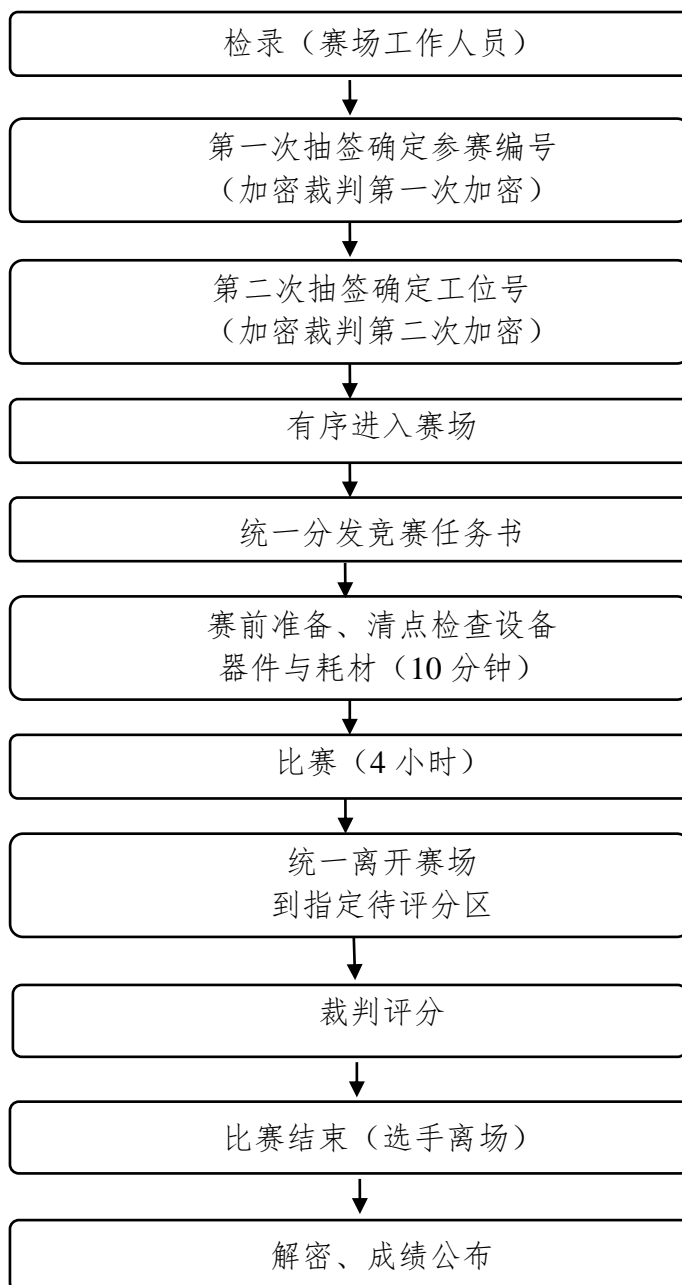 检录（赛场工作人员）
第一次抽签确定参赛编号
（加密裁判第一次加密）
第二次抽签确定工位号
（加密裁判第二次加密）
有序进入赛场
统一分发竞赛任务书
赛前准备、清点检查设备
器件与耗材（10 分钟）
比赛（4 小时）
统一离开赛场
到指定待评分区
裁判评分
比赛结束（选手离场）
解密、成绩公布